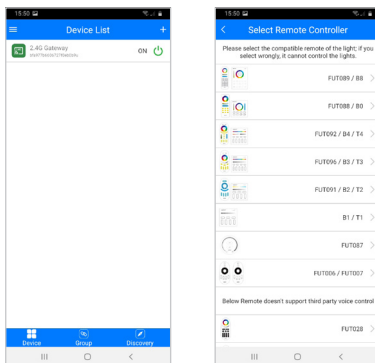 15:50
Device List
2.4G Gateway
ON
Device
Group
Discovery
15:50
Select Remote Controller
Please select the compatible remote of the light; if you
select wrongly, it cannot control the lights.
FUT089 / B8
FUT088 / B0
FUT092 / B4 / T4
FUT096 / B3 / T3
FUT091 / B2 / T2
B1 / T1
FUT087
FUT006 / FUT007
Below Remote doesn't support third party voice control
FUT028